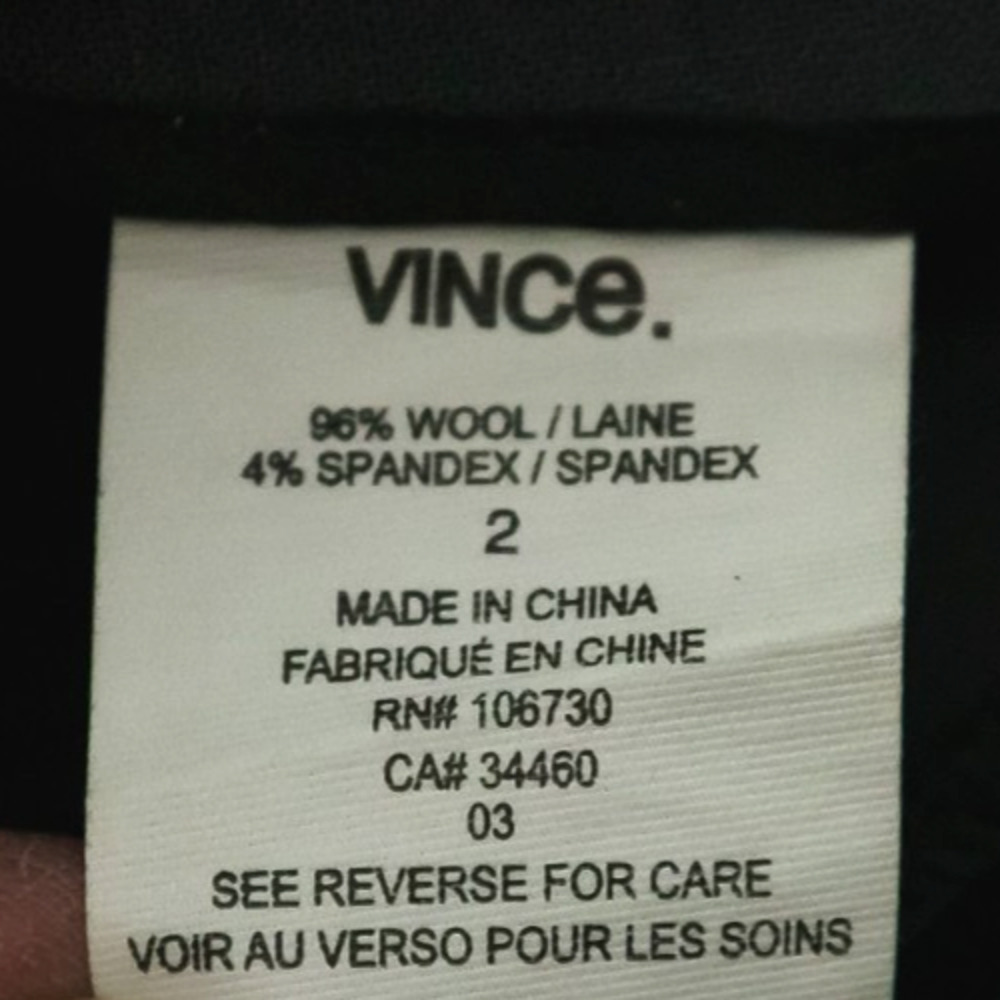 VINCe.
96% WOOL / LAINE
4% SPANDEX / SPANDEX
2
MADE IN CHINA
FABRIQUÉ EN CHINE
RN# 106730
CA# 34460
03
SEE REVERSE FOR CARE
VOIR AU VERSO POUR LES SOINS